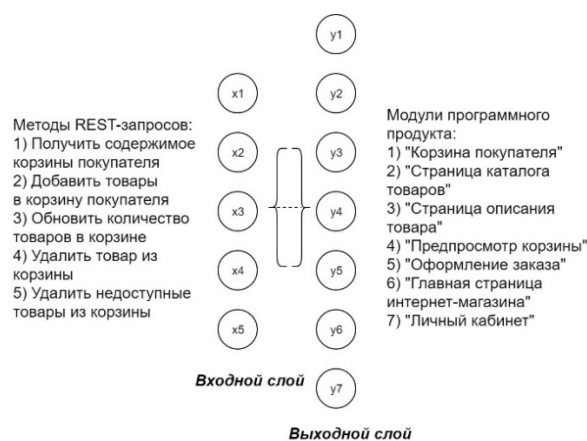 y1
x1
y2
Методы REST-запросов:
1) Получить содержимое
корзины покупателя
2) Добавить товары
в корзину покупателя
3) Обновить количество
товаров в корзине
4) Удалить товар из
корзины
5) Удалить недоступные
товары из корзины
x2
y3
x3
y4
x4
y5
x5
y6
y7
Модули программного
продукта:
1) "Корзина покупателя"
2) "Страница каталога
товаров"
3) "Страница описания
товара"
4) "Предпросмотр корзины"
5) "Оформление заказа"
6) "Главная страница
интернет-магазина"
7) "Личный кабинет"
Входной слой
Выходной слой